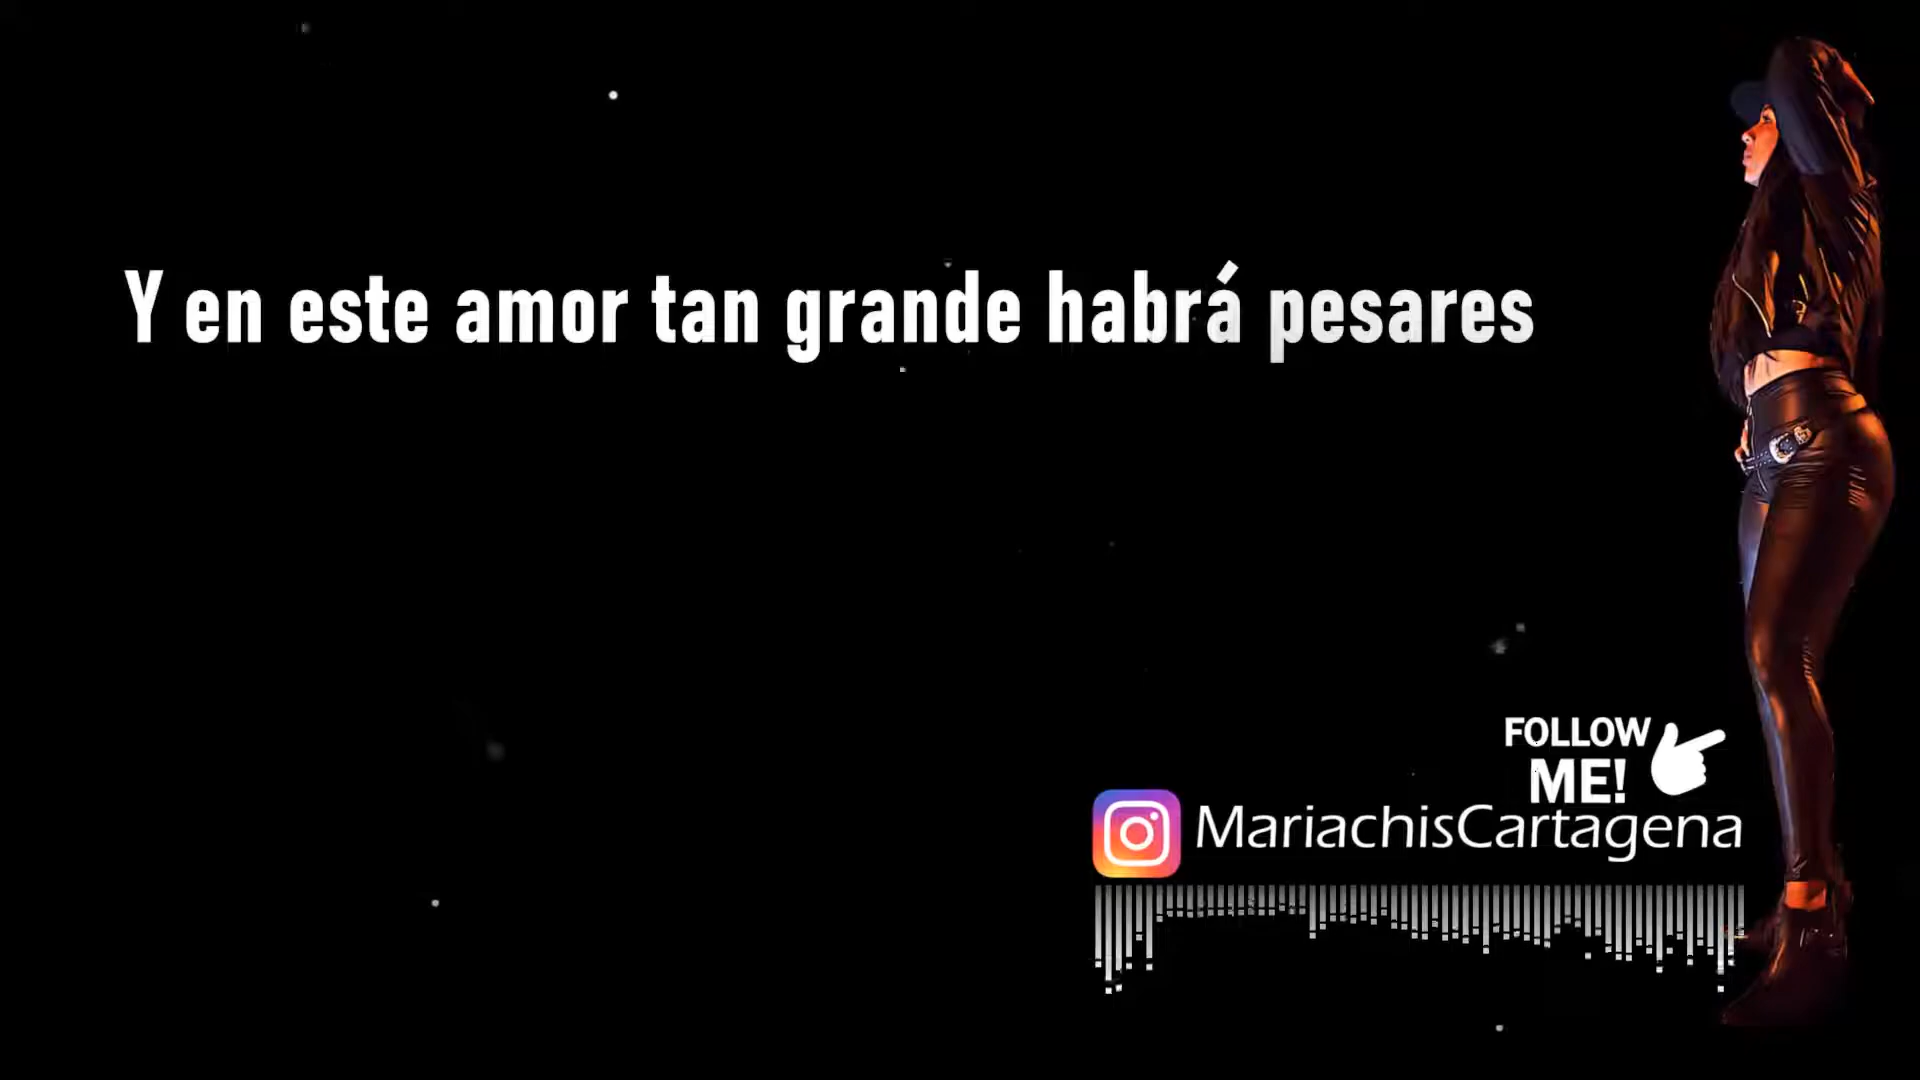 Y en este amor tan grande habrá pesares
FOLLOW
ME!
MariachisCartagena